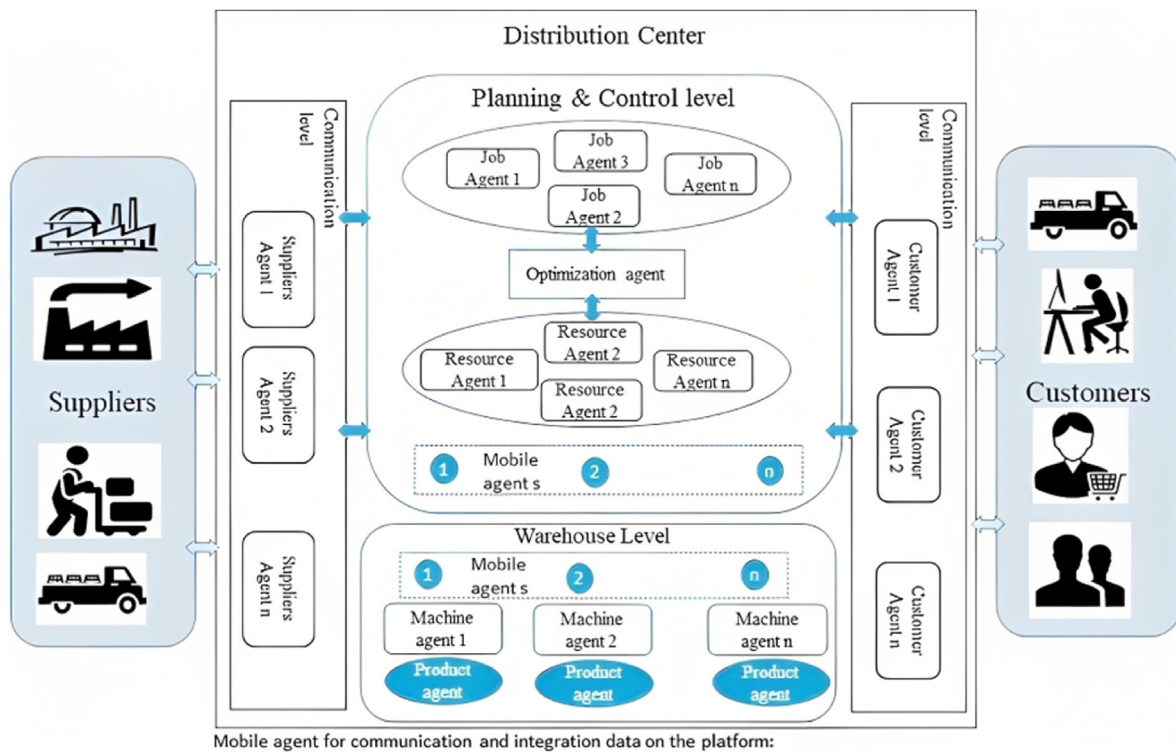 Distribution Center
Communication
level
Suppliers
Agent 1
Suppliers
Agent 2
Suppliers
Agent n
Suppliers
Planning & Control level
Job
Agent 1
Job
Agent 3
Job
Agent n
Job
Agent 2
Optimization agent
Resource
Agent 1
Resource
Agent 2
Resource
Agent n
Resource
Agent 2
1
Mobile
agent s
2
n
Warehouse Level
1
Mobile
agent s
2
n
Machine
agent 1
Machine
agent 2
Machine
agent n
Product
agent
Product
agent
Product
agent
Communication
level
Customer
Agent 1
Customer
Agent 2
Customer
Agent n
Customers
Mobile agent for communication and integration data on the platform: